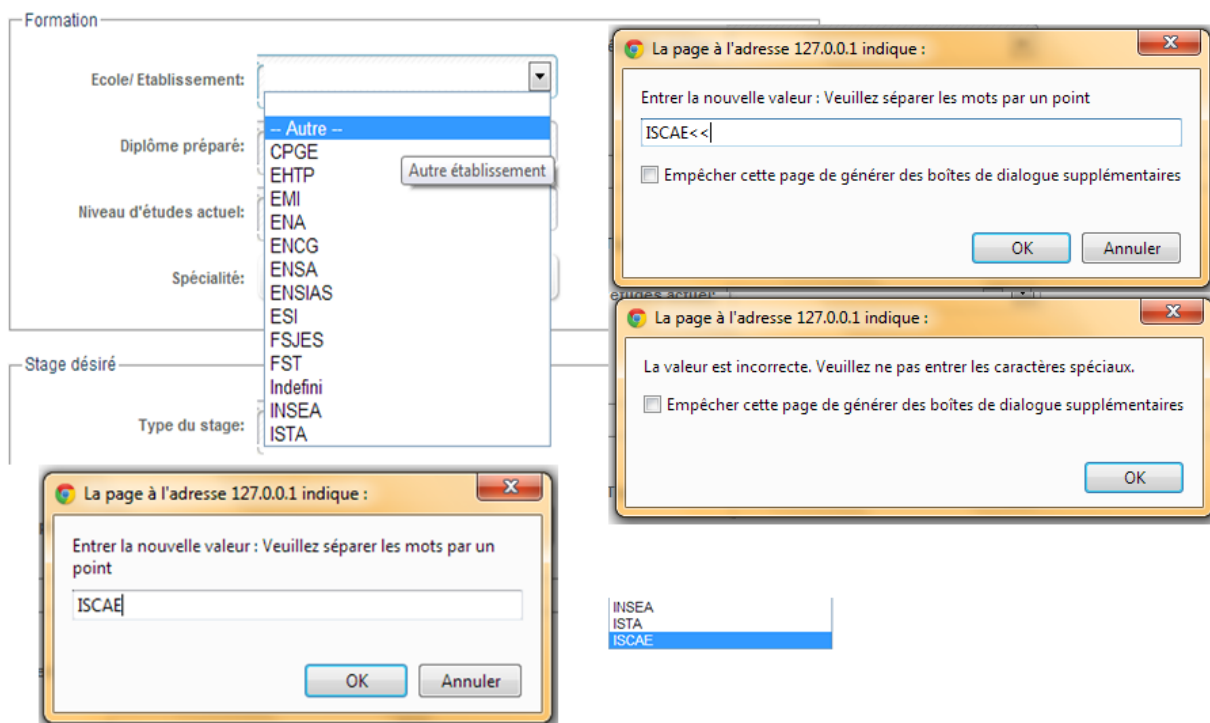 Formation
Ecole/ Etablissement:
-- Autre --
CPGE
EHTP
EMI
ENA
ENCG
ENSA
ENSIAS
ESI
FSJES
FST
Indefini
INSEA
ISTA
Autre établissement
Diplôme préparé:
Niveau d'études actuel:
Spécialité:
Stage désiré
Type du stage:
La page à l'adresse 127.0.0.1 indique :
Entrer la nouvelle valeur : Veuillez séparer les mots par un point
ISCAE<<
Empêcher cette page de générer des boîtes de dialogue supplémentaires
OK
Annuler
études actuel:
La page à l'adresse 127.0.0.1 indique :
La valeur est incorrecte. Veuillez ne pas entrer les caractères spéciaux.
Empêcher cette page de générer des boîtes de dialogue supplémentaires
OK
La page à l'adresse 127.0.0.1 indique :
Entrer la nouvelle valeur : Veuillez séparer les mots par un
point
ISCAE
OK
Annuler
INSEA
ISTA
ISCAE